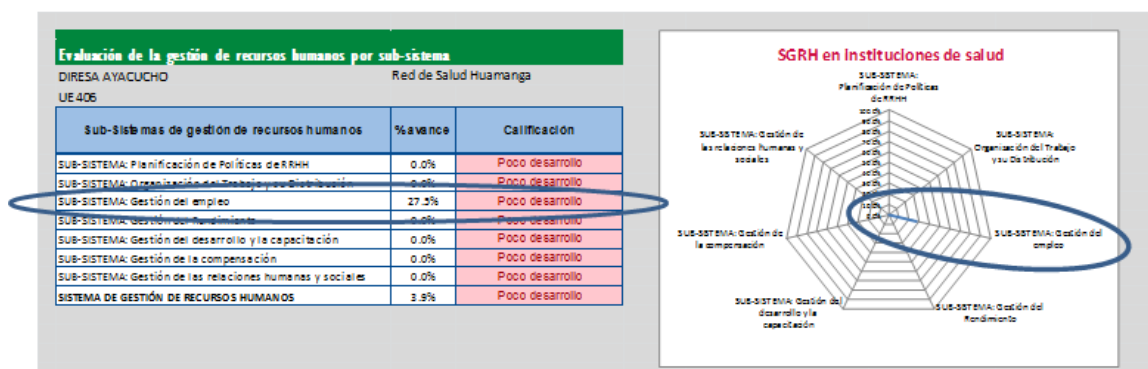 Evaluación de la gestión de recursos humanos por sub-sistema
DIRESA AYACUCHO Red de Salud Huamanga
UE 406
Sub-Sistemas de gestión de recursos humanos %avance Calificación
SUB-SISTEMA: Planificación de Políticas de RRHH 0.0% Poco desarrollo
SUB-SISTEMA: Organización del Trabajo y su Distribución 0.0% Poco desarrollo
SUB-SISTEMA: Gestión del empleo 27.5% Poco desarrollo
SUB-SISTEMA: Gestión del Rendimiento 0.0% Poco desarrollo
SUB-SISTEMA: Gestión del desarrollo y la capacitación 0.0% Poco desarrollo
SUB-SISTEMA: Gestión de la compensación 0.0% Poco desarrollo
SUB-SISTEMA: Gestión de las relaciones humanas y sociales 0.0% Poco desarrollo
SISTEMA DE GESTIÓN DE RECURSOS HUMANOS 3.9% Poco desarrollo
SGRH en instituciones de salud
SUB-SISTEMA:
Planificación de Políticas
de RRHH
SUB-SISTEMA:
Organización del Trabajo
y su Distribución
SUB-SISTEMA: Gestión del
empleo
SUB-SISTEMA: Gestión del
Rendimiento
SUB-SISTEMA: Gestión del
desarrollo y la
capacitación
SUB-SISTEMA: Gestión de
la compensación
SUB-SISTEMA: Gestión de
las relaciones humanas y
sociales